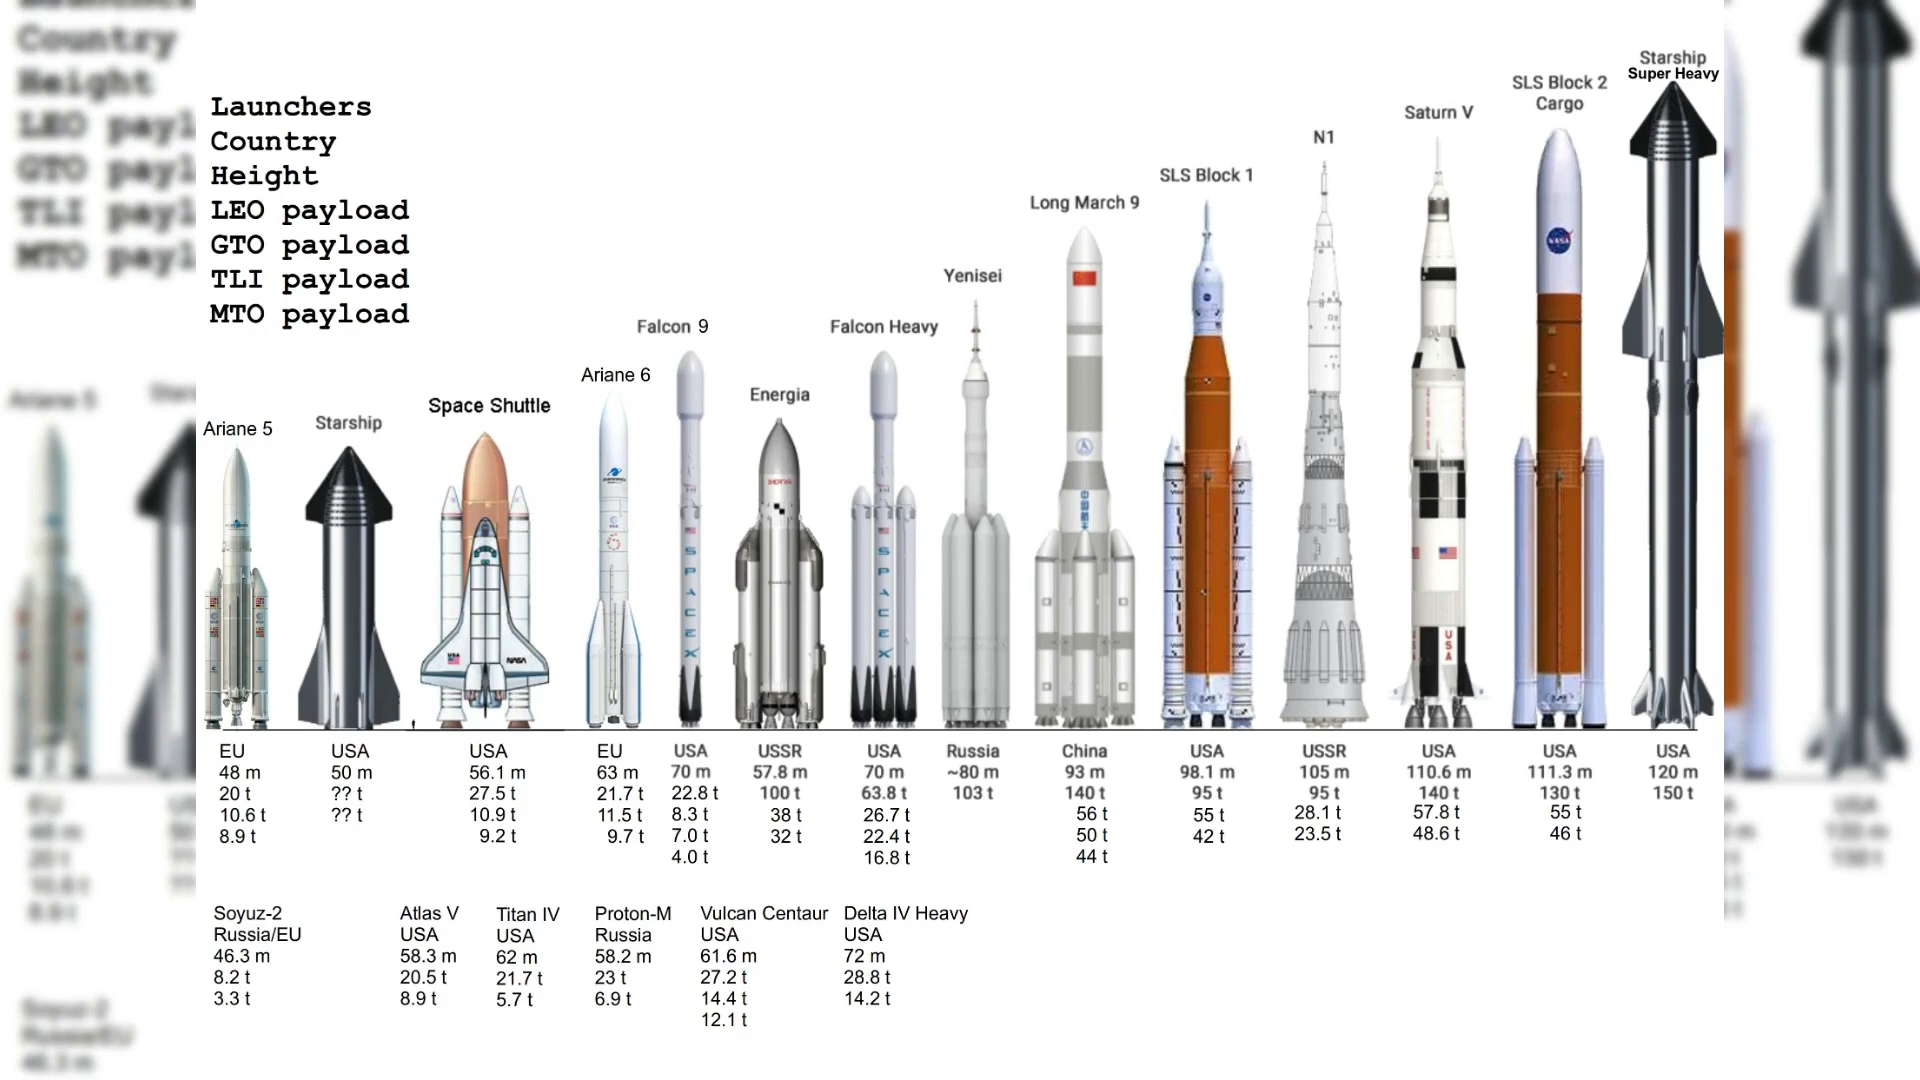 Launchers
Country
Height
LEO payload
GTO payload
TLI payload
MTO payload
Ariane 5
Starship
Space Shuttle
Ariane 6
Falcon 9
Energia
Falcon Heavy
Yenisei
Long March 9
SLS Block 1
N1
Saturn V
SLS Block 2
Cargo
Starship
Super Heavy
USA
NASA
6
SPACEX
SPACEX
USA
NASA
EU
48 m
20 t
10.6 t
8.9 t
USA
50 m
?? t
?? t
USA
56.1 m
27.5 t
10.9 t
9.2 t
EU
63 m
21.7 t
11.5 t
9.7 t
USA
70 m
22.8 t
8.3 t
7.0 t
4.0 t
USSR
57.8 m
100 t
38 t
32 t
USA
70 m
63.8 t
26.7 t
22.4 t
16.8 t
Russia
~80 m
103 t
China
93 m
140 t
56 t
50 t
44 t
USA
98.1 m
95 t
55 t
42 t
USSR
105 m
95 t
28.1 t
23.5 t
USA
110.6 m
140 t
57.8 t
48.6 t
USA
111.3 m
130 t
55 t
46 t
USA
120 m
150 t
Soyuz-2
Russia/EU
46.3 m
8.2 t
3.3 t
Atlas V
USA
58.3 m
20.5 t
8.9 t
Titan IV
USA
62 m
21.7 t
5.7 t
Proton-M
Russia
58.2 m
23 t
6.9 t
Vulcan Centaur
USA
61.6 m
27.2 t
14.4 t
12.1 t
Delta IV Heavy
USA
72 m
28.8 t
14.2 t